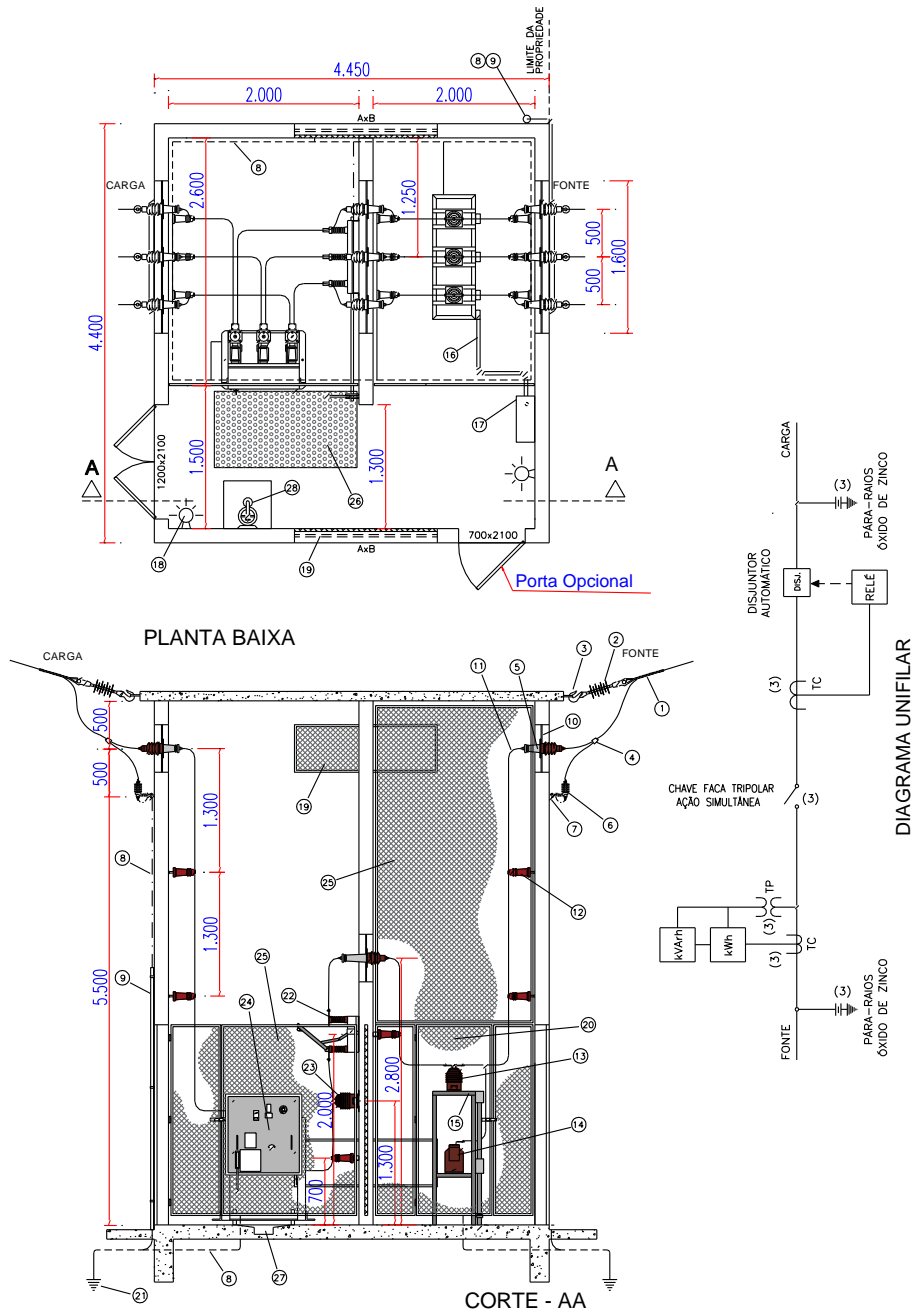 LIMITE DA
PROPRIEDADE
8 9
4.450
2.000
2.000
AxB
8
CARGA
FONTE
2.600
1.250
500
500
1.600
4.400
16
17
1.500
1.300
1200x2100
A
A
26
28
18
19
AxB
700x2100
Porta Opcional
PLANTA BAIXA
CARGA
FONTE
3
2
11
5
10
1
4
500
500
19
6
7
1.300
8
25
12
1.300
5.500
9
25
22
24
20
23
13
2.800
2.000
15
14
1.300
700
8
27
21
CORTE - AA
CARGA
(3)
PÁRA-RAIOS
ÓXIDO DE ZINCO
DISJUNTOR
AUTOMÁTICO
DISJ.
RELÉ
(3)
TC
CHAVE FACA TRIPOLAR
AÇÃO SIMULTÂNEA
(3)
TP
(3)
kVArh
kWh
TC
(3)
(3)
PÁRA-RAIOS
ÓXIDO DE ZINCO
FONTE
DIAGRAMA UNIFILAR